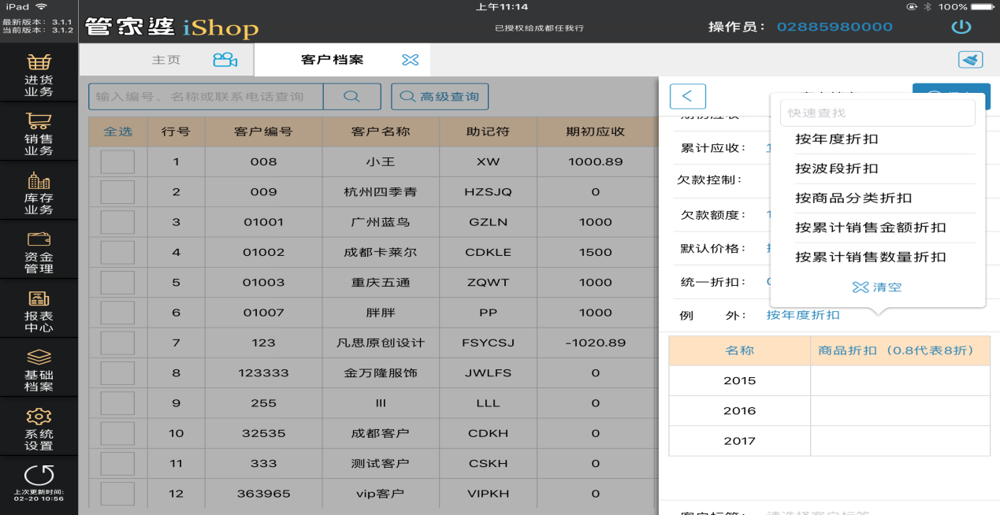 iPad 上午11:14 100%
最新版本: 3.1.1
当前版本: 3.1.2
管家婆 iShop
已授权给成都任我行
操作员: 02885980000
主页 客户档案
进货
业务
销售
业务
库存
业务
资金
管理
报表
中心
基础
档案
系统
设置
上次更新时间:
02-20 10:56
输入编号、名称或联系电话查询 高级查询
全选 行号 客户编号 客户名称 助记符 期初应收
1 008 小王 XW 1000.89
2 009 杭州四季青 HZSJQ 0
3 01001 广州蓝鸟 GZLN 1000
4 01002 成都卡莱尔 CDKLE 1500
5 01003 重庆五通 ZQWT 1000
6 01007 胖胖 PP 1000
7 123 凡思原创设计 FSYCSJ -1020.89
8 123333 金万隆服饰 JWLFS 0
9 255 III LLL 0
10 32535 成都客户 CDKH 0
11 333 测试客户 CSKH 0
12 363965 vip客户 VIPKH 0
累计应收:
欠款控制:
欠款额度:
默认价格:
统一折扣:
例 外: 按年度折扣
快速查找
按年度折扣
按波段折扣
按商品分类折扣
按累计销售金额折扣
按累计销售数量折扣
清空
名称 商品折扣（0.8代表8折）
2015
2016
2017
客户标签: 请选择客户标签